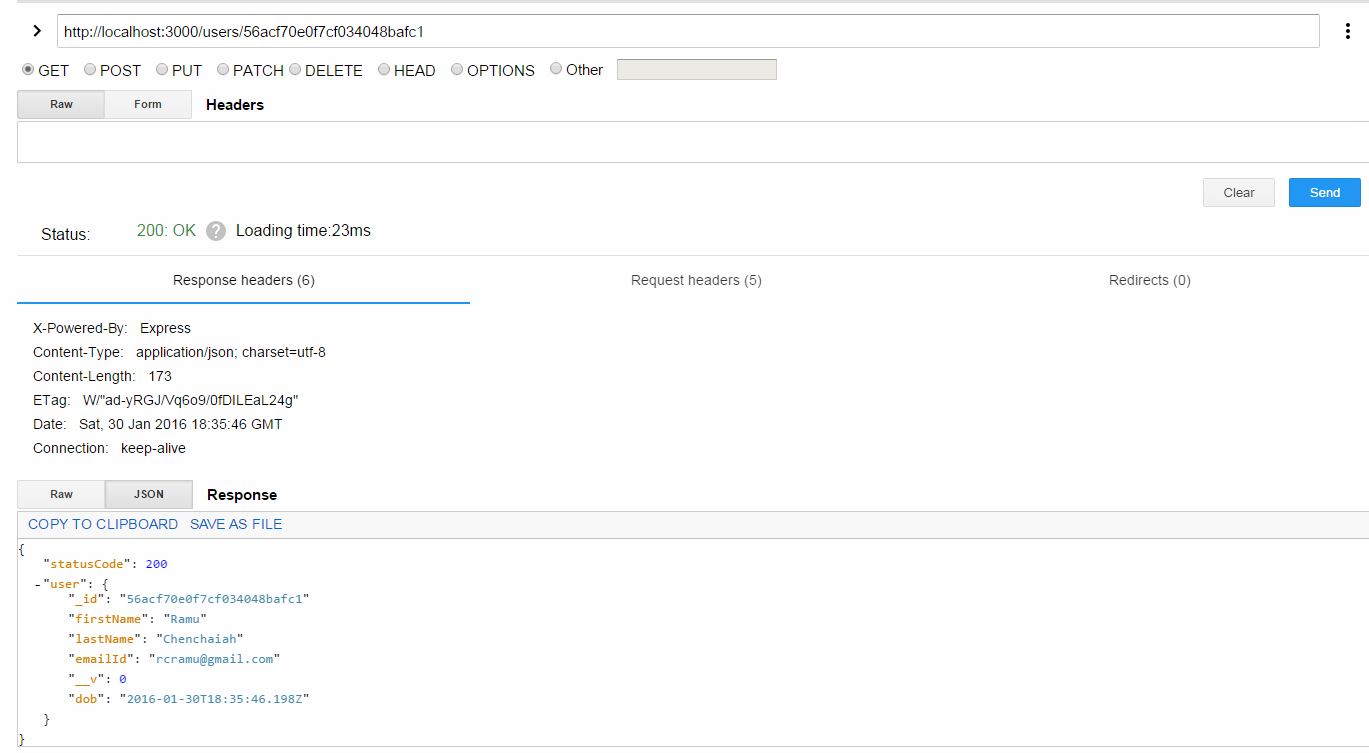 http://localhost:3000/users/56acf70e0f7cf034048bafc1
GET POST PUT PATCH DELETE HEAD OPTIONS Other
Raw Form Headers
Clear Send
Status: 200: OK ? Loading time:23ms
Response headers (6) Request headers (5) Redirects (0)
X-Powered-By: Express
Content-Type: application/json; charset=utf-8
Content-Length: 173
ETag: W/"ad-yRGJ/Vq6o9/0fDILEaL24g"
Date: Sat, 30 Jan 2016 18:35:46 GMT
Connection: keep-alive
Raw JSON Response
COPY TO CLIPBOARD SAVE AS FILE
{
"statusCode": 200
-"user": {
"_id": "56acf70e0f7cf034048bafc1"
"firstName": "Ramu"
"lastName": "Chenchaiah"
"emailId": "rcramu@gmail.com"
"__v": 0
"dob": "2016-01-30T18:35:46.198Z"
}
}